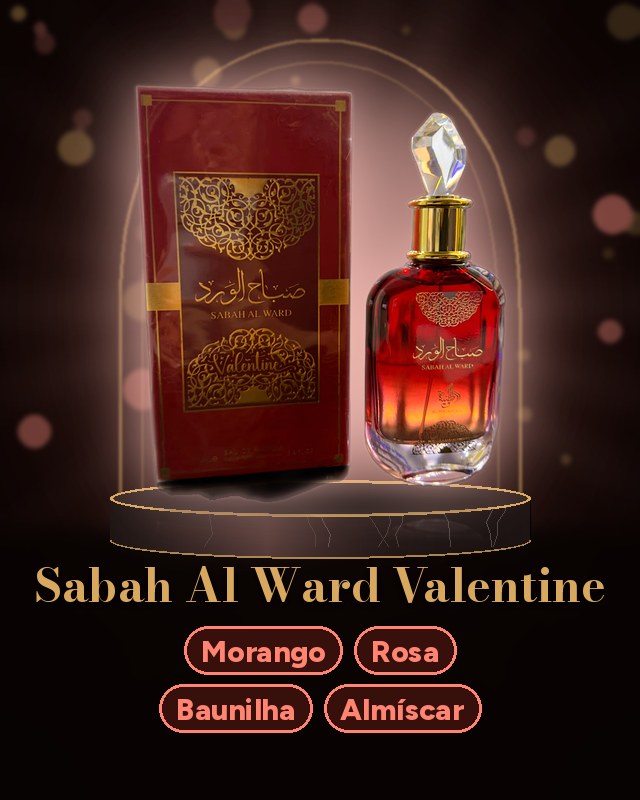 صباح الورد
SABAH AL WARD
Valentine
صباح الورد
SABAH AL WARD
Sabah Al Ward Valentine
Morango Rosa
Baunilha Almíscar